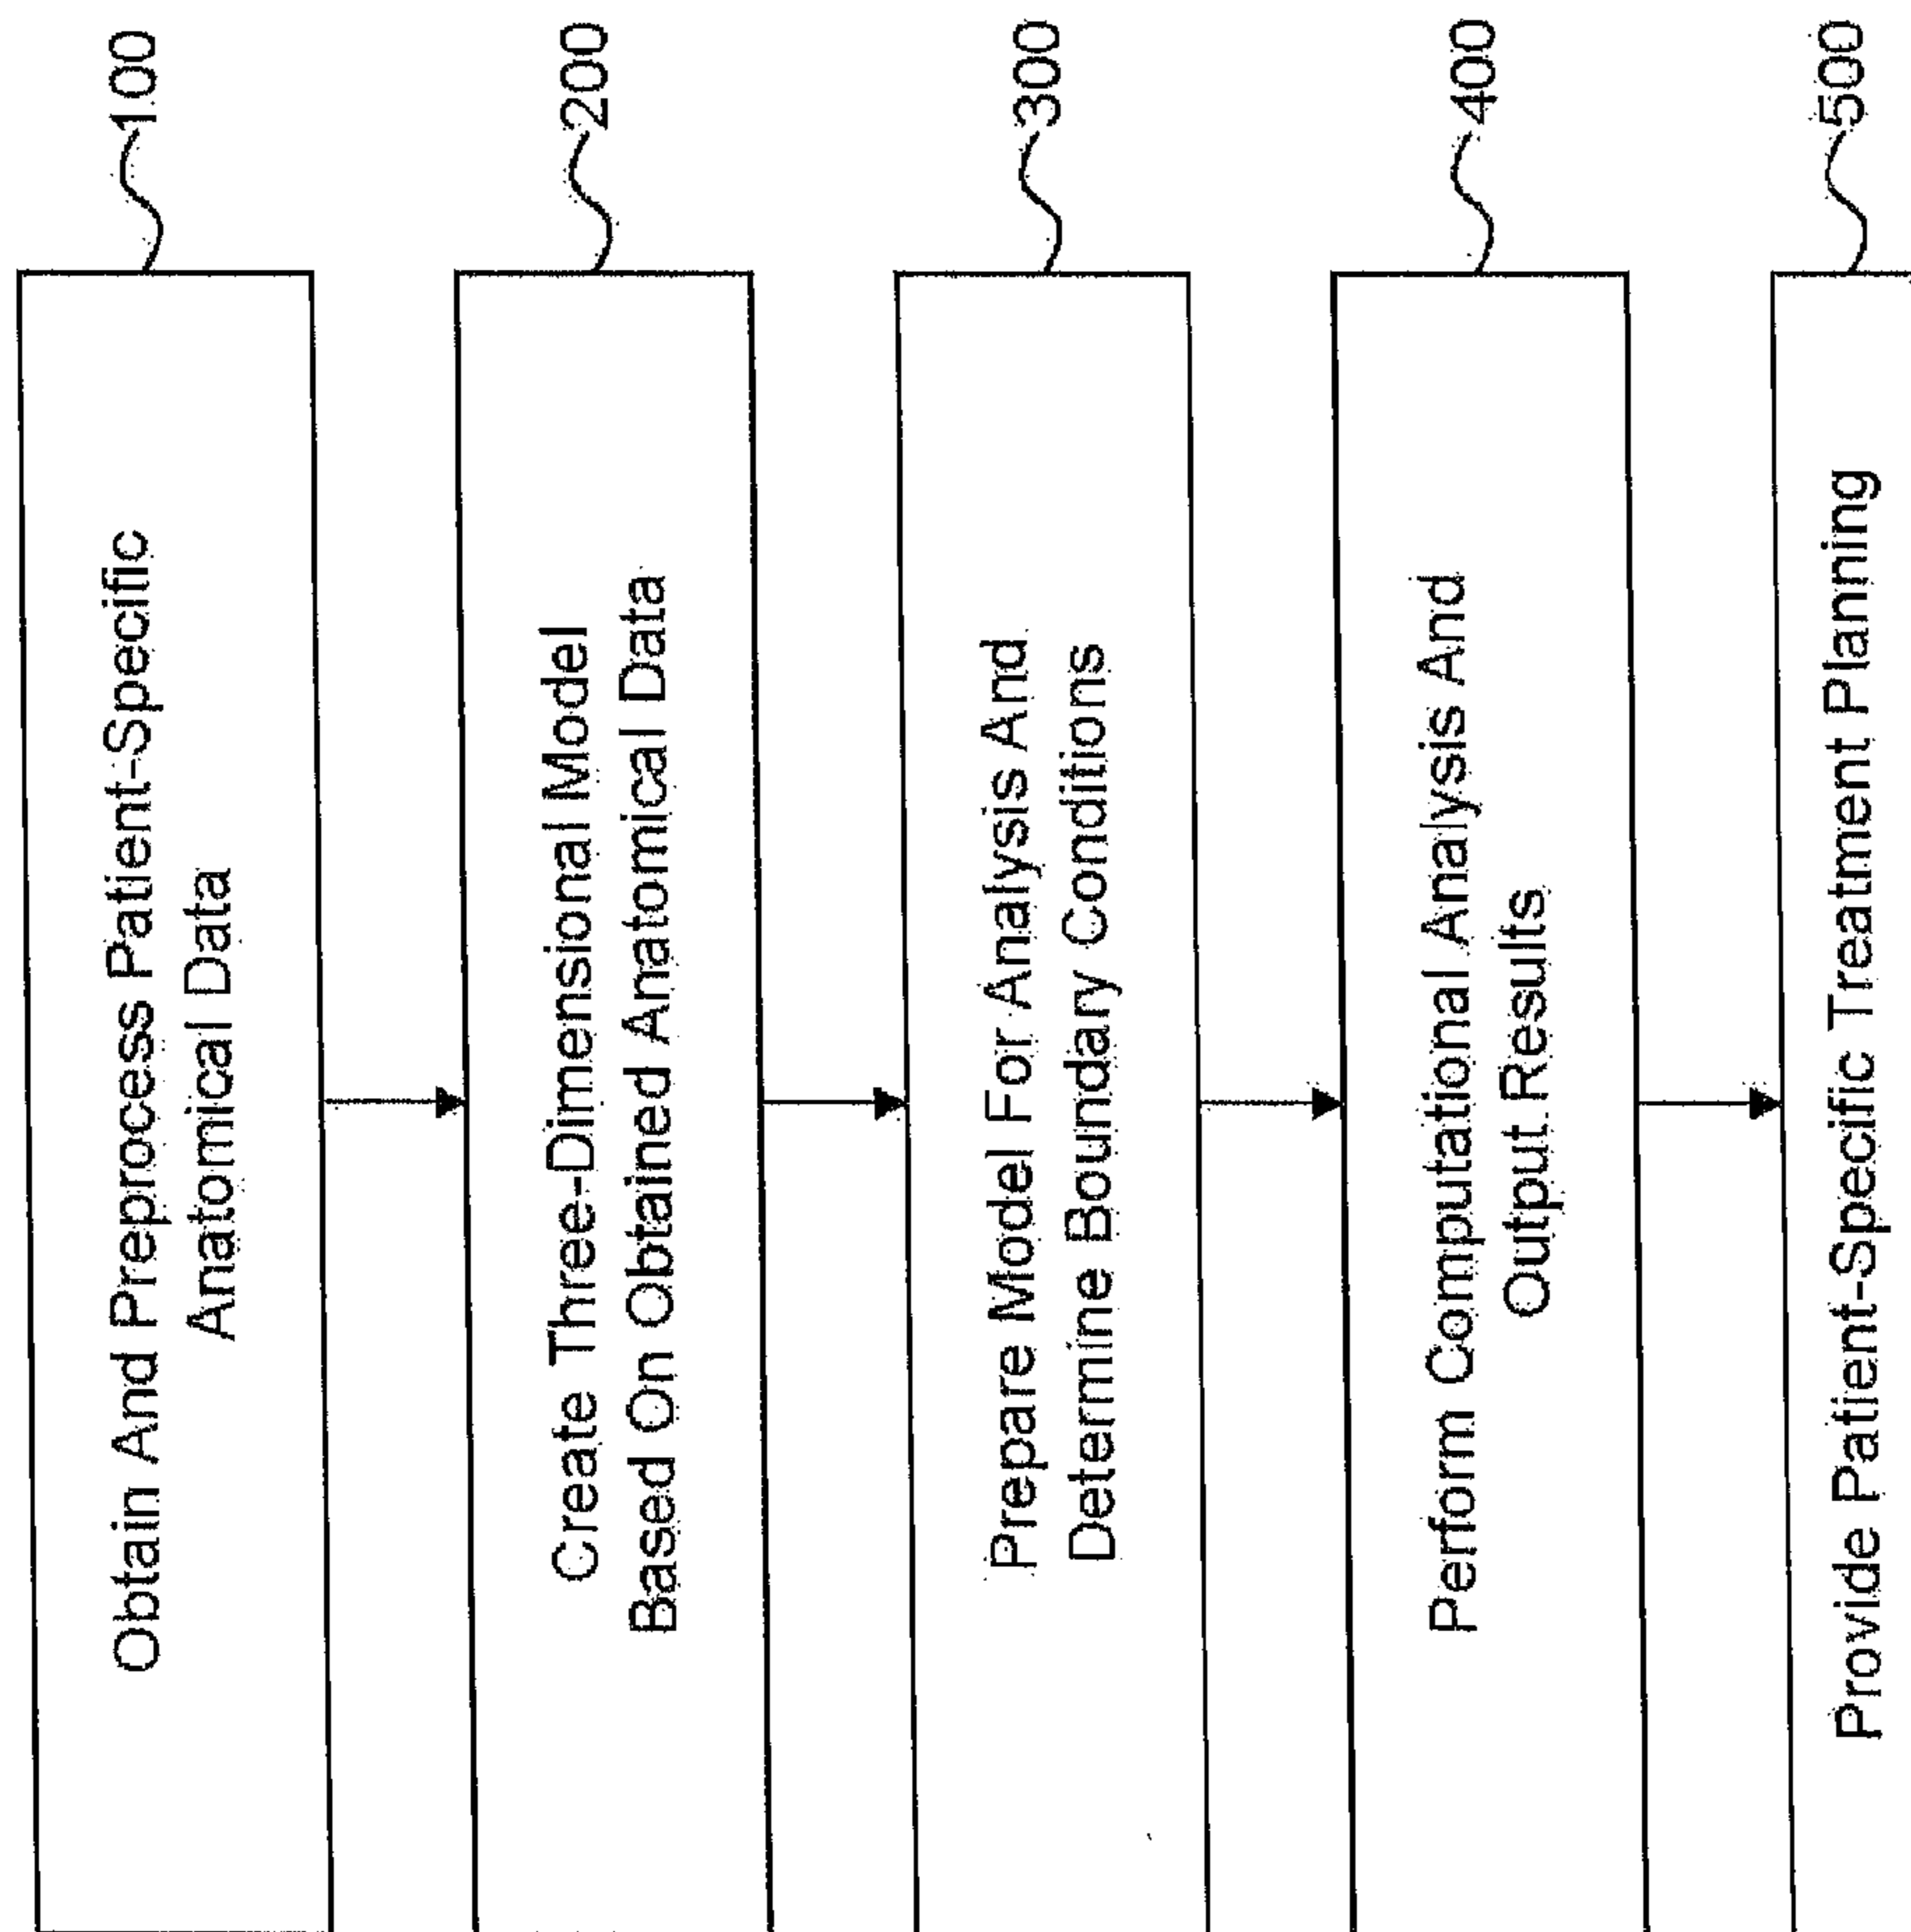 Obtain And Preprocess Patient-Specific
Anatomical Data
100
Create Three-Dimensional Model
Based On Obtained Anatomical Data
200
Prepare Model For Analysis And
Determine Boundary Conditions
300
Perform Computational Analysis And
Output Results
400
Provide Patient-Specific Treatment Planning
500